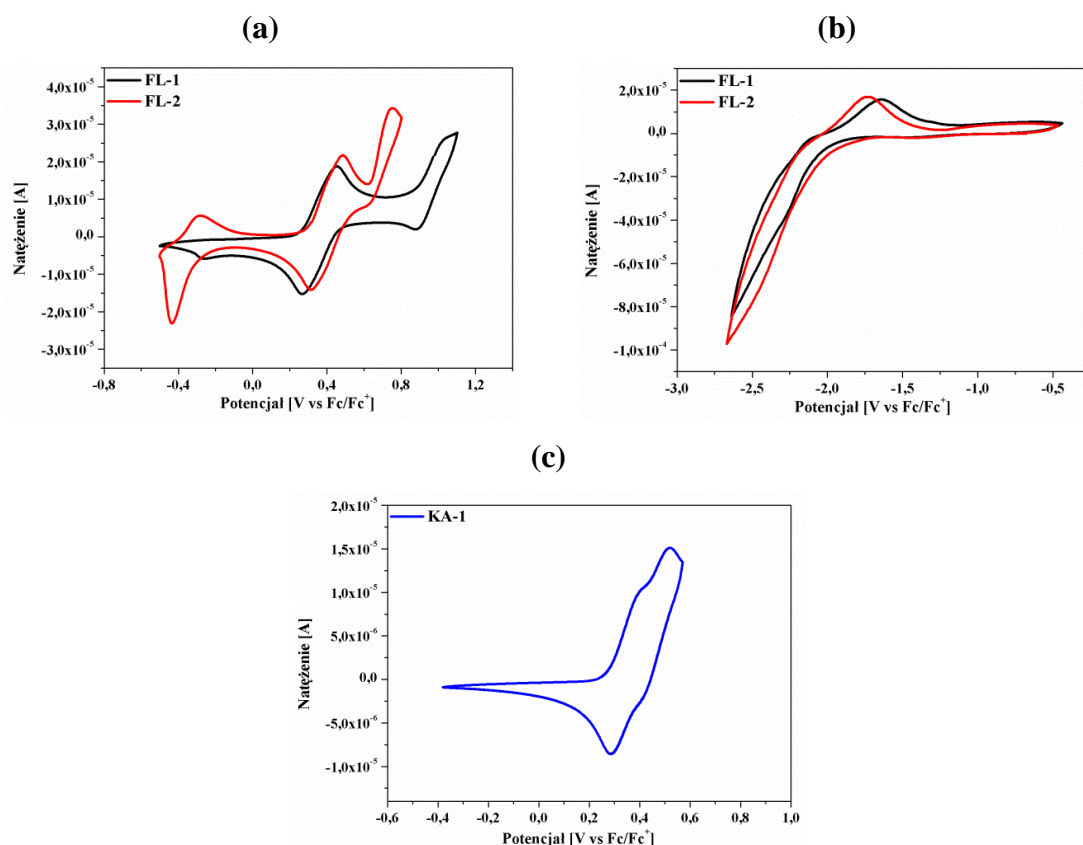 (a)
(b)
FL-1
FL-2
4,0x10⁻⁵
3,0x10⁻⁵
2,0x10⁻⁵
1,0x10⁻⁵
0,0
-1,0x10⁻⁵
-2,0x10⁻⁵
-3,0x10⁻⁵
Natężenie [A]
-0,8 -0,4 0,0 0,4 0,8 1,2
Potencjał [V vs Fc/Fc⁺]
FL-1
FL-2
2,0x10⁻⁵
0,0
-2,0x10⁻⁵
-4,0x10⁻⁵
-6,0x10⁻⁵
-8,0x10⁻⁵
-1,0x10⁻⁴
Natężenie [A]
-3,0 -2,5 -2,0 -1,5 -1,0 -0,5
Potencjał [V vs Fc/Fc⁺]
(c)
KA-1
2,0x10⁻⁵
1,5x10⁻⁵
1,0x10⁻⁵
5,0x10⁻⁶
0,0
-5,0x10⁻⁶
-1,0x10⁻⁵
Natężenie [A]
-0,6 -0,4 -0,2 0,0 0,2 0,4 0,6 0,8 1,0
Potencjał [V vs Fc/Fc⁺]